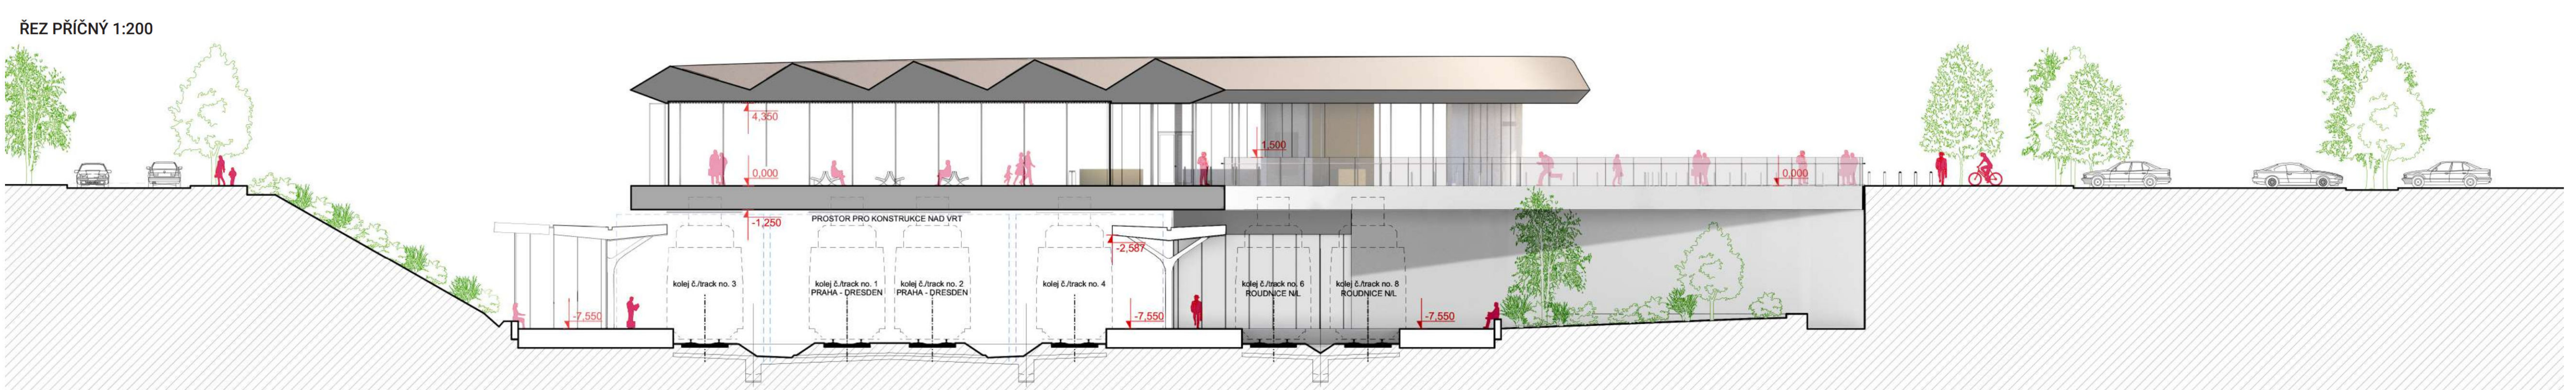 ŘEZ PŘÍČNÝ 1:200
4,350
1,500
0,000
0,000
PROSTOR PRO KONSTRUKCE NAD VRT
-1,250
-2,587
kolej č./track no. 3
kolej č./track no. 1
PRAHA - DRESDEN
kolej č./track no. 2
PRAHA - DRESDEN
kolej č./track no. 4
kolej č./track no. 6
ROUDNICE N/L
kolej č./track no. 8
ROUDNICE N/L
-7,550
-7,550
-7,550